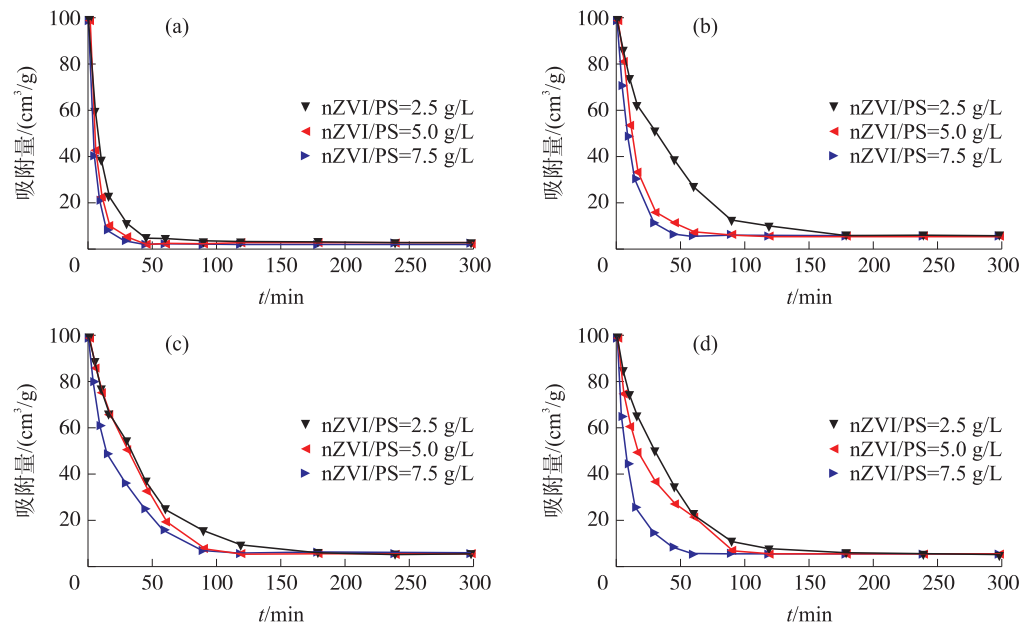 100
80
60
40
20
0
50
100
150
200
250
300
吸附量/(cm³/g)
t/min
(a)
nZVI/PS=2.5 g/L
nZVI/PS=5.0 g/L
nZVI/PS=7.5 g/L
100
80
60
40
20
0
50
100
150
200
250
300
吸附量/(cm³/g)
t/min
(b)
nZVI/PS=2.5 g/L
nZVI/PS=5.0 g/L
nZVI/PS=7.5 g/L
100
80
60
40
20
0
50
100
150
200
250
300
吸附量/(cm³/g)
t/min
(c)
nZVI/PS=2.5 g/L
nZVI/PS=5.0 g/L
nZVI/PS=7.5 g/L
100
80
60
40
20
0
50
100
150
200
250
300
吸附量/(cm³/g)
t/min
(d)
nZVI/PS=2.5 g/L
nZVI/PS=5.0 g/L
nZVI/PS=7.5 g/L